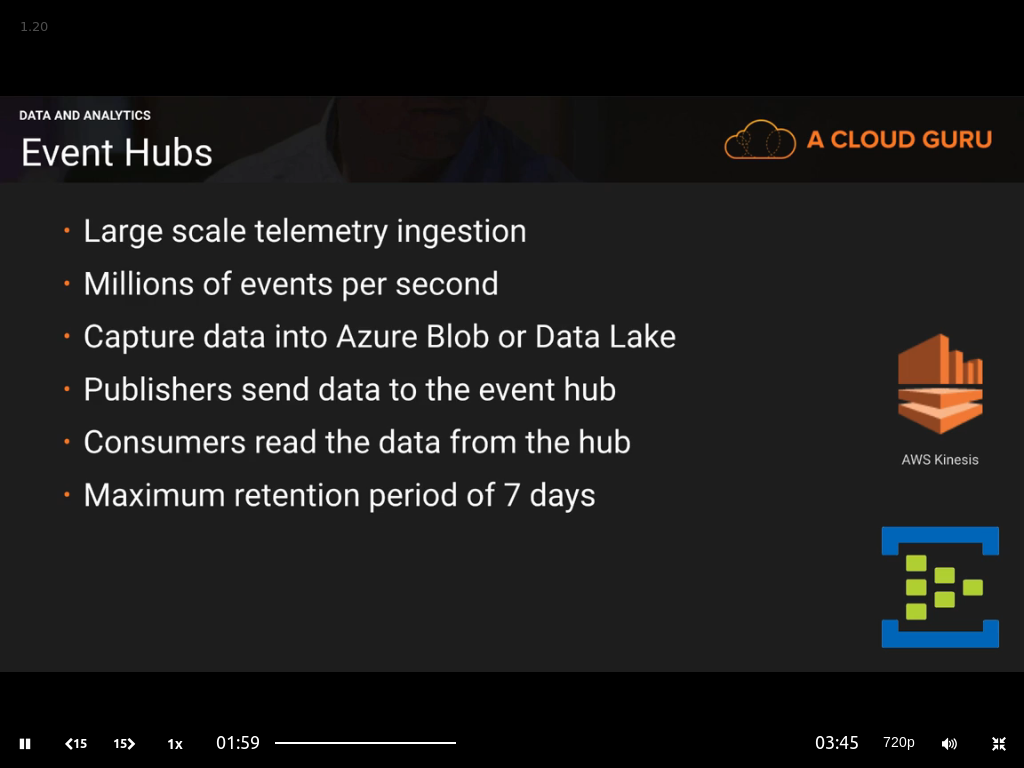 1.20
DATA AND ANALYTICS
Event Hubs
A CLOUD GURU
• Large scale telemetry ingestion
• Millions of events per second
• Capture data into Azure Blob or Data Lake
• Publishers send data to the event hub
• Consumers read the data from the hub
• Maximum retention period of 7 days
AWS Kinesis
15 15 1x 01:59 03:45 720p